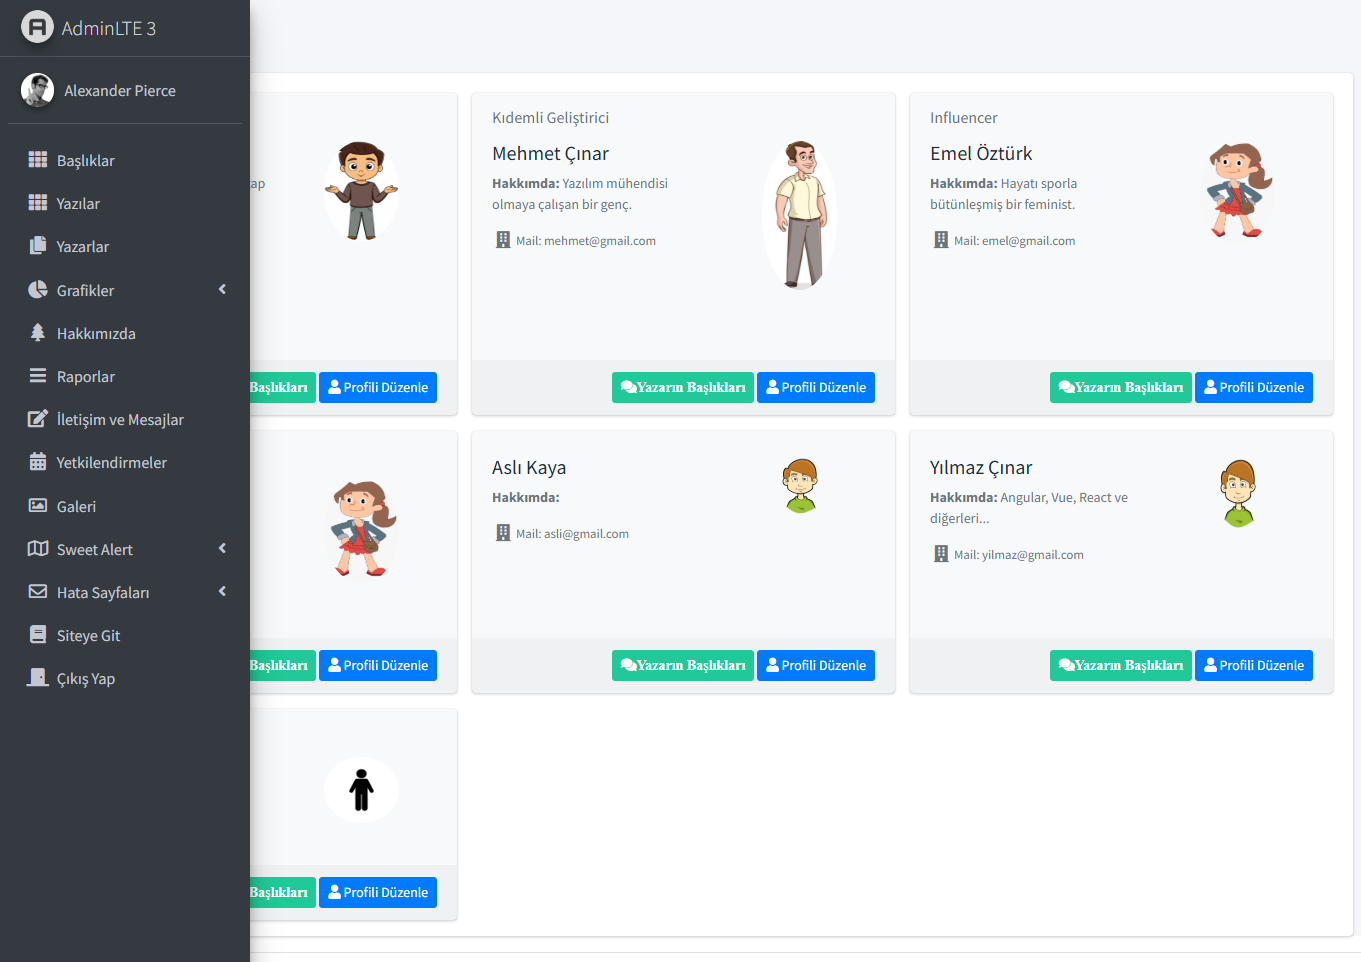 AdminLTE 3
Alexander Pierce
Başlıklar
Yazılar
Yazarlar
Grafikler
Hakkımızda
Raporlar
İletişim ve Mesajlar
Yetkilendirmeler
Galeri
Sweet Alert
Hata Sayfaları
Siteye Git
Çıkış Yap
Başlıkları
Profili Düzenle
Kıdemli Geliştirici
Mehmet Çınar
Hakkımda: Yazılım mühendisi
olmaya çalışan bir genç.
Mail: mehmet@gmail.com
Yazarın Başlıkları
Profili Düzenle
Influencer
Emel Öztürk
Hakkımda: Hayatı sporla
bütünleşmiş bir feminist.
Mail: emel@gmail.com
Yazarın Başlıkları
Profili Düzenle
Başlıkları
Profili Düzenle
Aslı Kaya
Hakkımda:
Mail: asli@gmail.com
Yazarın Başlıkları
Profili Düzenle
Yılmaz Çınar
Hakkımda: Angular, Vue, React ve
diğerleri...
Mail: yilmaz@gmail.com
Yazarın Başlıkları
Profili Düzenle
Başlıkları
Profili Düzenle